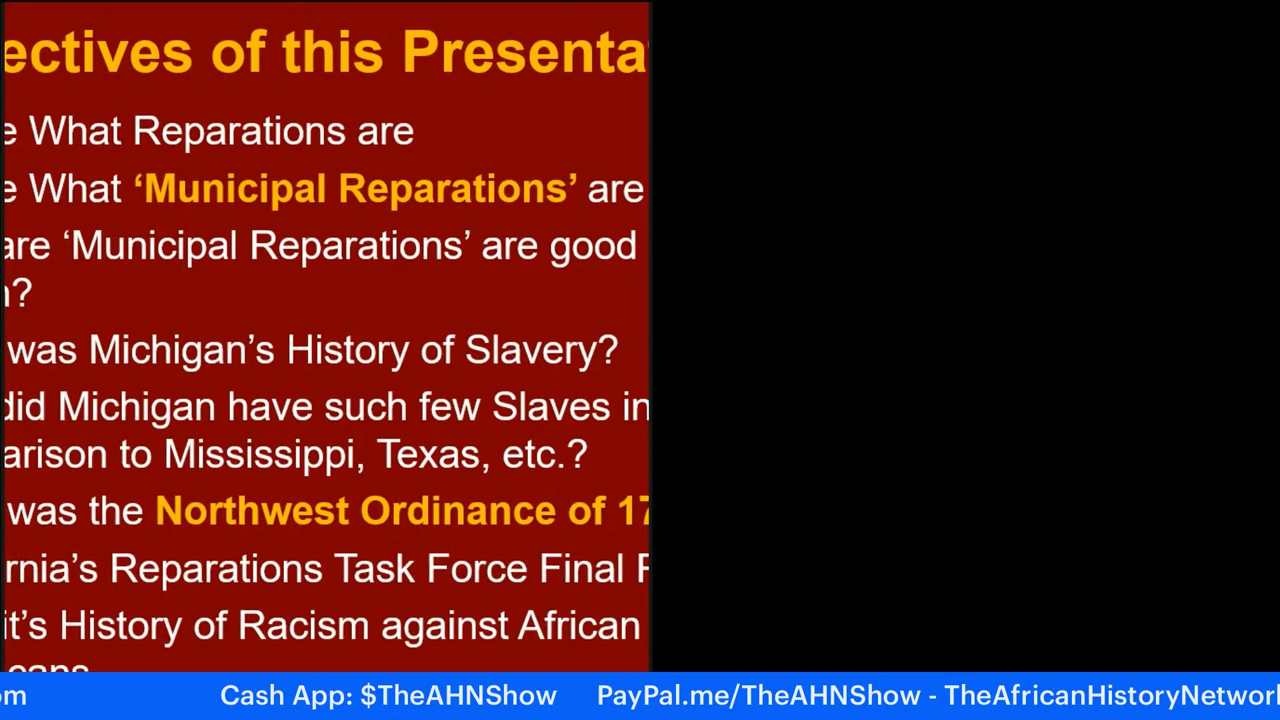 ectives of this Presenta
e What Reparations are
e What ‘Municipal Reparations’ are
are ‘Municipal Reparations’ are good
n?
was Michigan’s History of Slavery?
did Michigan have such few Slaves in
arison to Mississippi, Texas, etc.?
was the Northwest Ordinance of 17
rnia’s Reparations Task Force Final
it’s History of Racism against African
cans
om Cash App: $TheAHNShow PayPal.me/TheAHNShow - TheAfricanHistoryNetwork